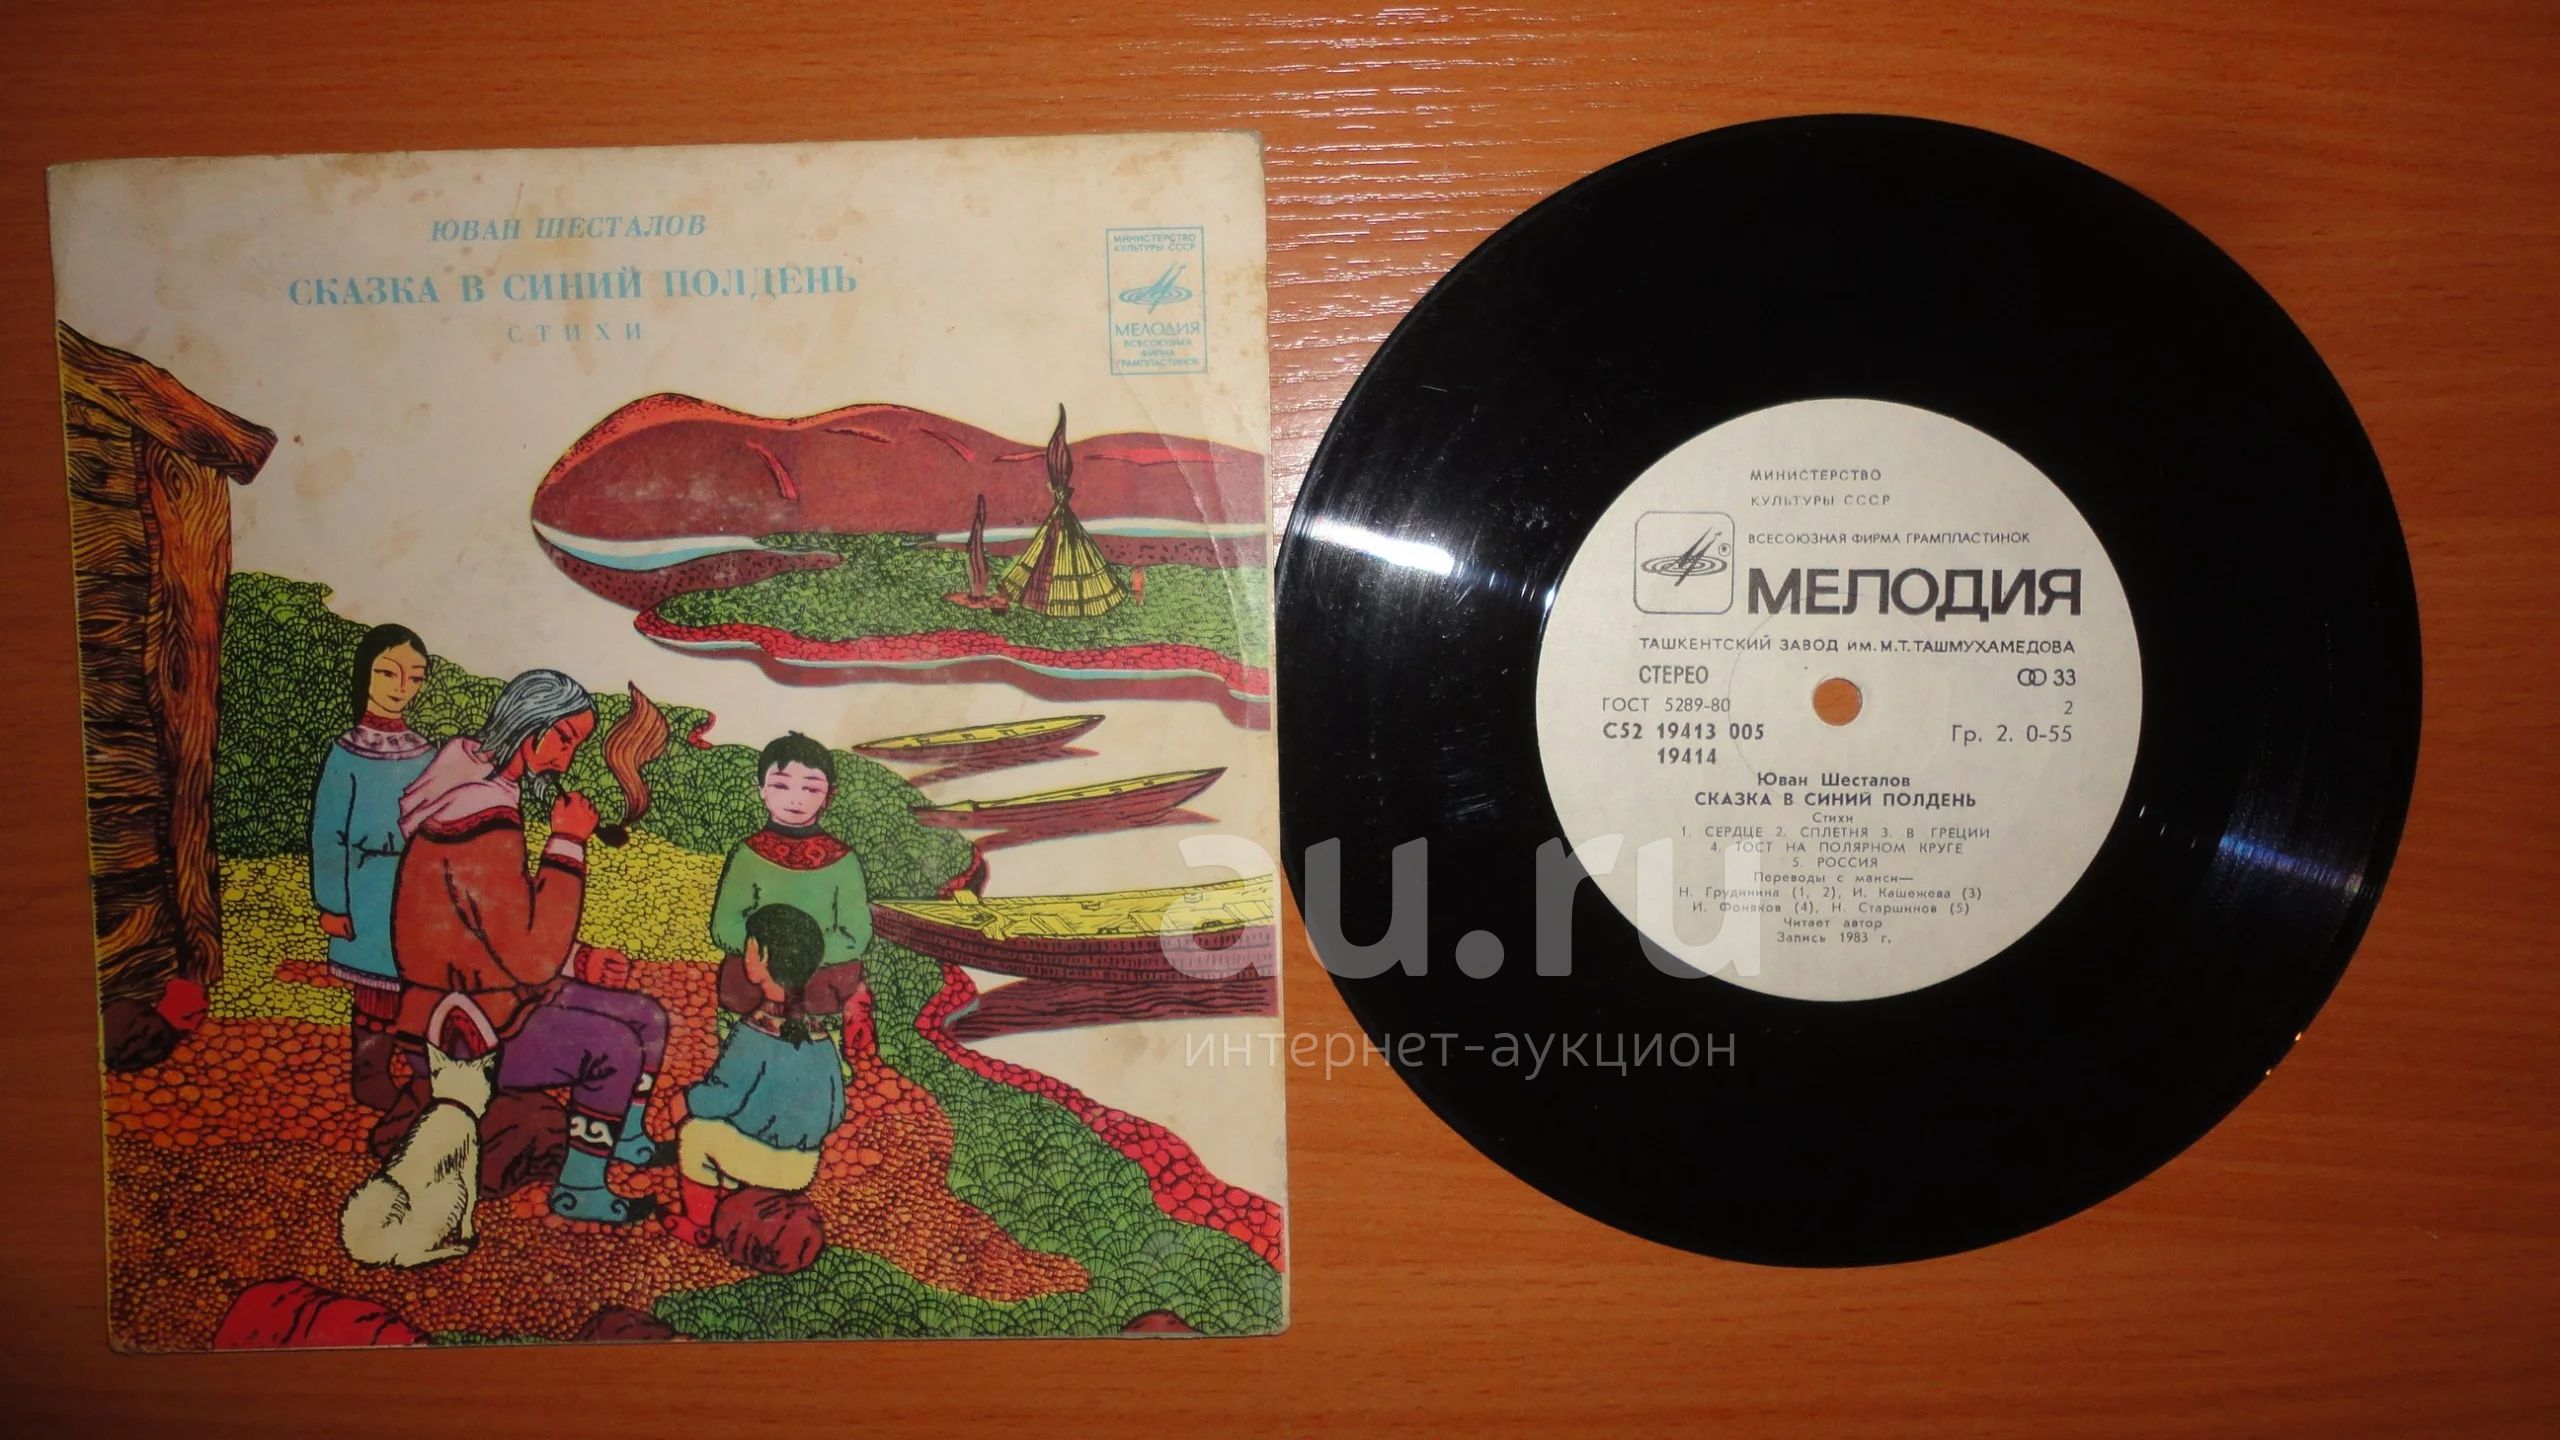 ЮВАН ШЕСТАЛОВ
СКАЗКА В СИНИЙ ПОЛДЕНЬ
СТИХИ
МИНИСТЕРСТВО
КУЛЬТУРЫ СССР
МЕЛОДИЯ
ВСЕСОЮЗНАЯ
ФИРМА
ГРАМПЛАСТИНОК
МИНИСТЕРСТВО
КУЛЬТУРЫ СССР
ВСЕСОЮЗНАЯ ФИРМА ГРАМПЛАСТИНОК
®
МЕЛОДИЯ
ТАШКЕНТСКИЙ ЗАВОД им. М.Т. ТАШМУХАМЕДОВА
СТЕРЕО 33
ГОСТ 5289-80 2
С52 19413 005 Гр. 2. 0-55
19414
Юван Шесталов
СКАЗКА В СИНИЙ ПОЛДЕНЬ
Стихи
1. СЕРДЦЕ 2. СПЛЕТНЯ 3. В ГРЕЦИИ
4. ТОСТ НА ПОЛЯРНОМ КРУГЕ
5. РОССИЯ
Переводы с манси—
Н. Грудинина (1, 2), И. Кашежева (3)
И. Фоняков (4), Н. Старшинов (5)
Читает автор
Запись 1983 г.
au.ru
интернет-аукцион